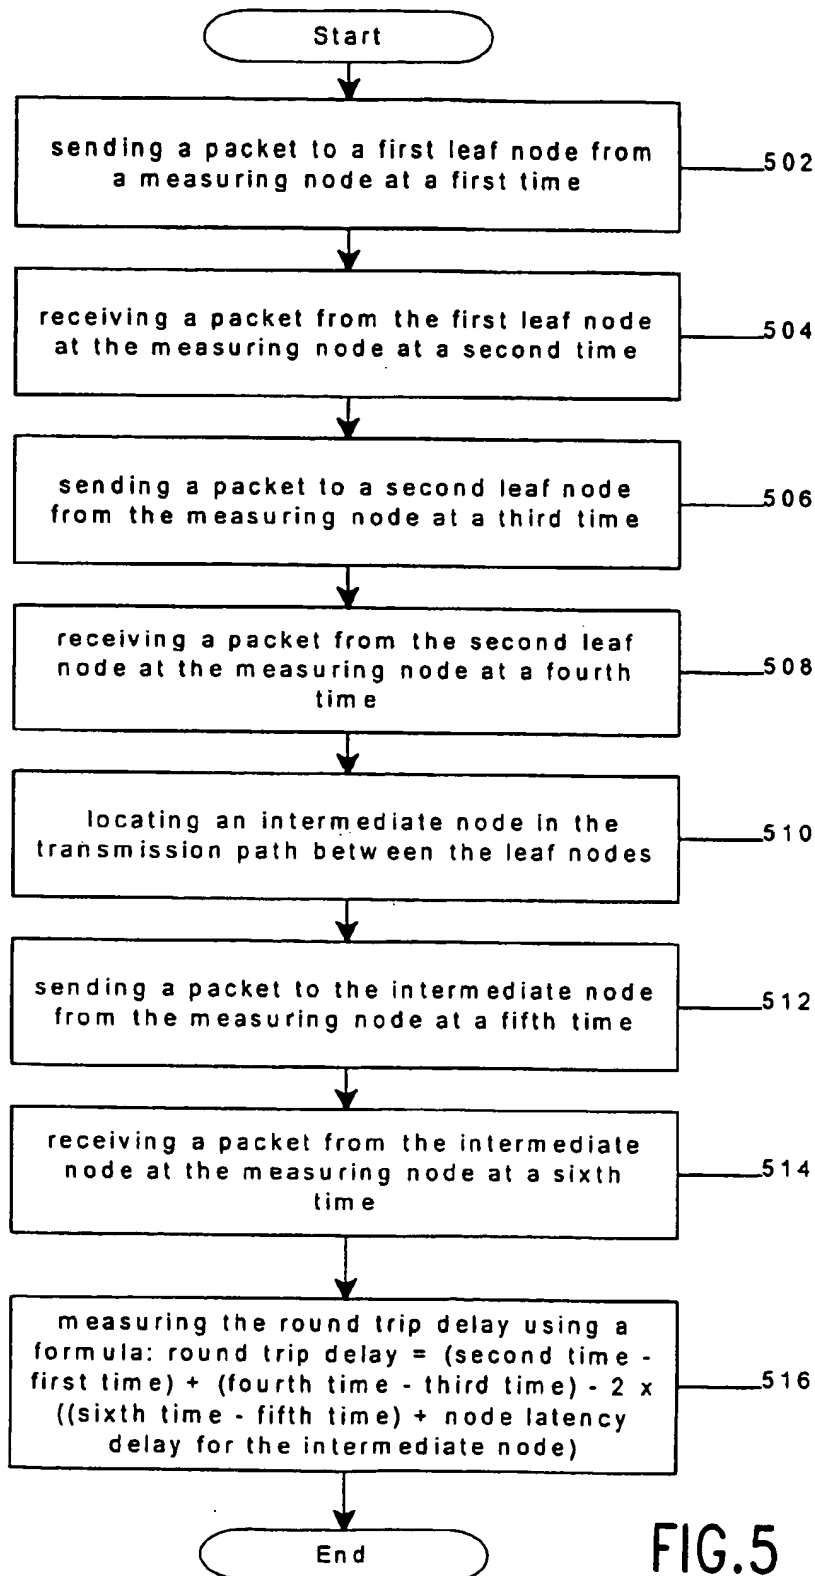 Start
sending a packet to a first leaf node from
a measuring node at a first time
502
receiving a packet from the first leaf node
at the measuring node at a second time
504
sending a packet to a second leaf node
from the measuring node at a third time
506
receiving a packet from the second leaf
node at the measuring node at a fourth
time
508
locating an intermediate node in the
transmission path between the leaf nodes
510
sending a packet to the intermediate node
from the measuring node at a fifth time
512
receiving a packet from the intermediate
node at the measuring node at a sixth
time
514
measuring the round trip delay using a
formula: round trip delay = (second time -
first time) + (fourth time - third time) - 2 x
((sixth time - fifth time) + node latency
delay for the intermediate node)
516
End
FIG.5